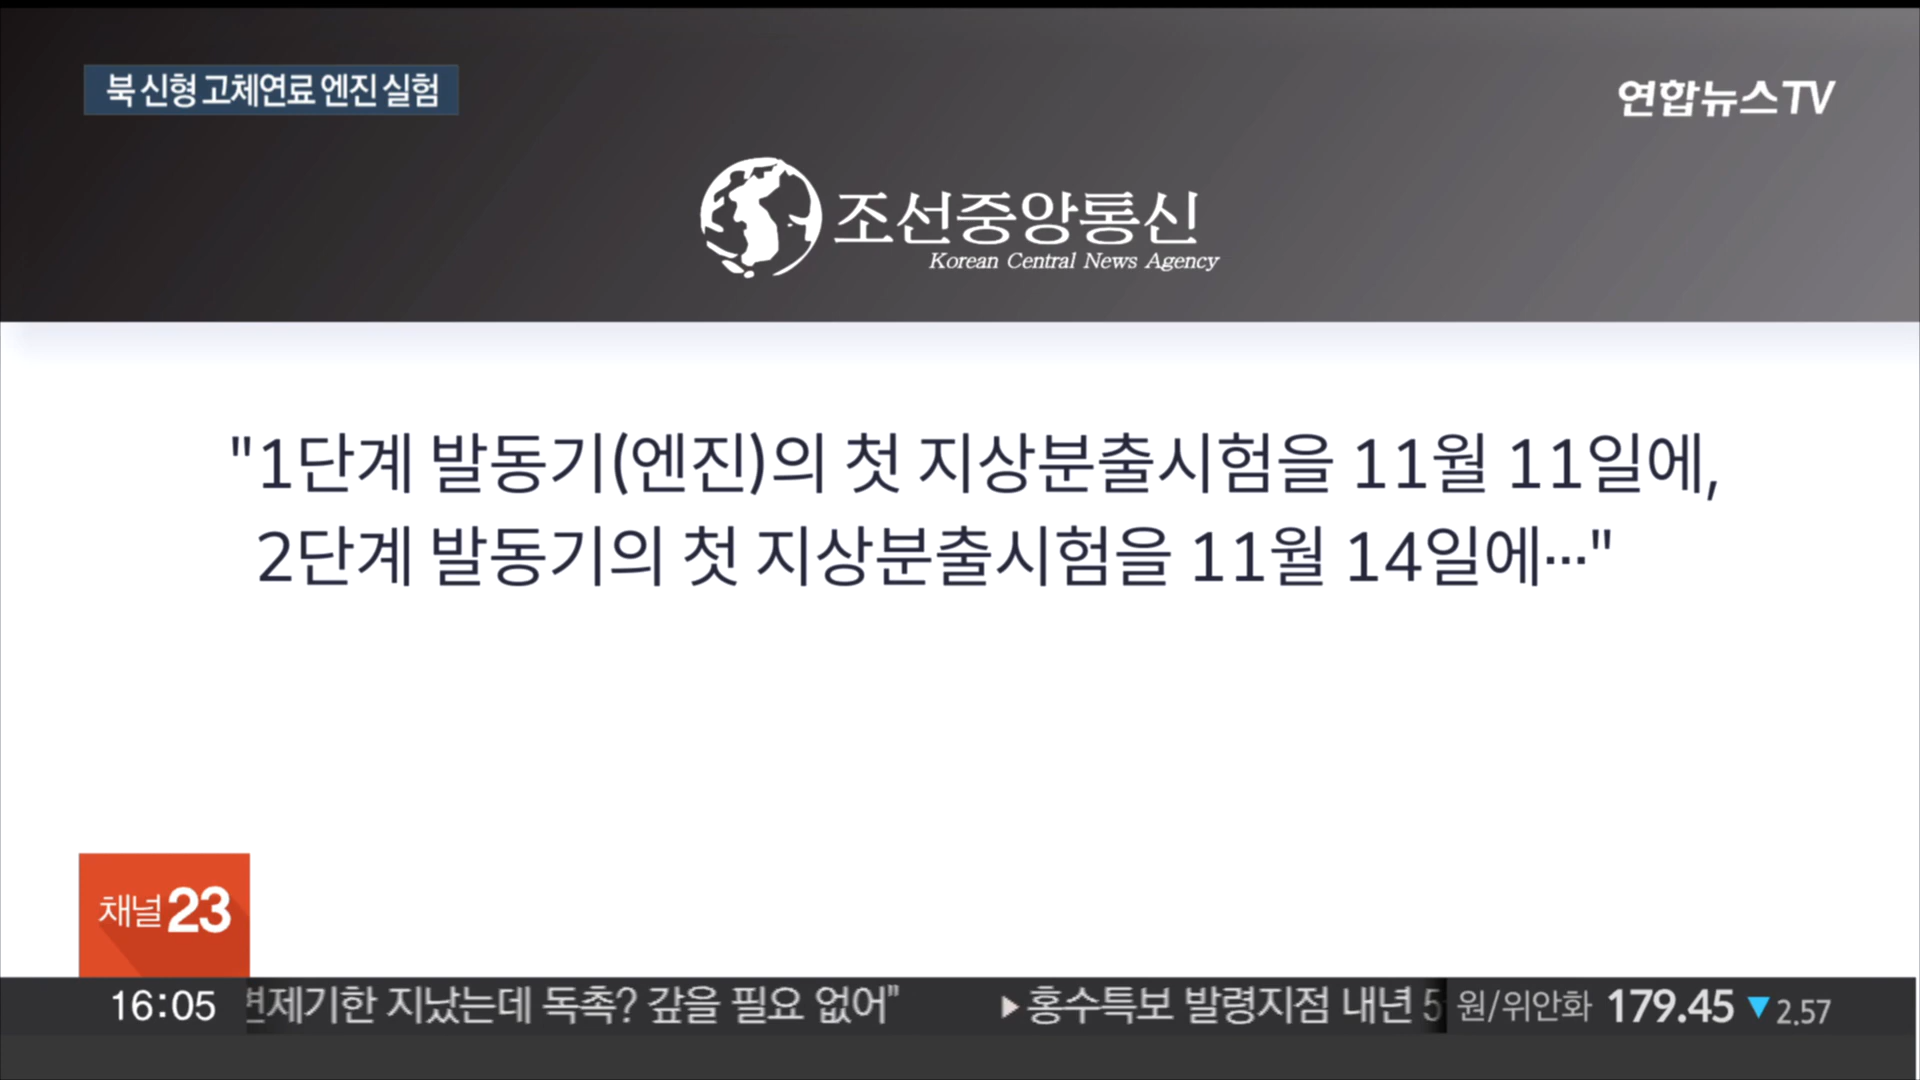 북 신형 고체연료 엔진 실험
연합뉴스TV
조선중앙통신
Korean Central News Agency
"1단계 발동기(엔진)의 첫 지상분출시험을 11월 11일에,
2단계 발동기의 첫 지상분출시험을 11월 14일에···"
채널23
16:05
지났는데 독촉? 갚을 필요 없어”
▶홍수특보 발령지점 내년
원/위안화 179.45 ▼2.57